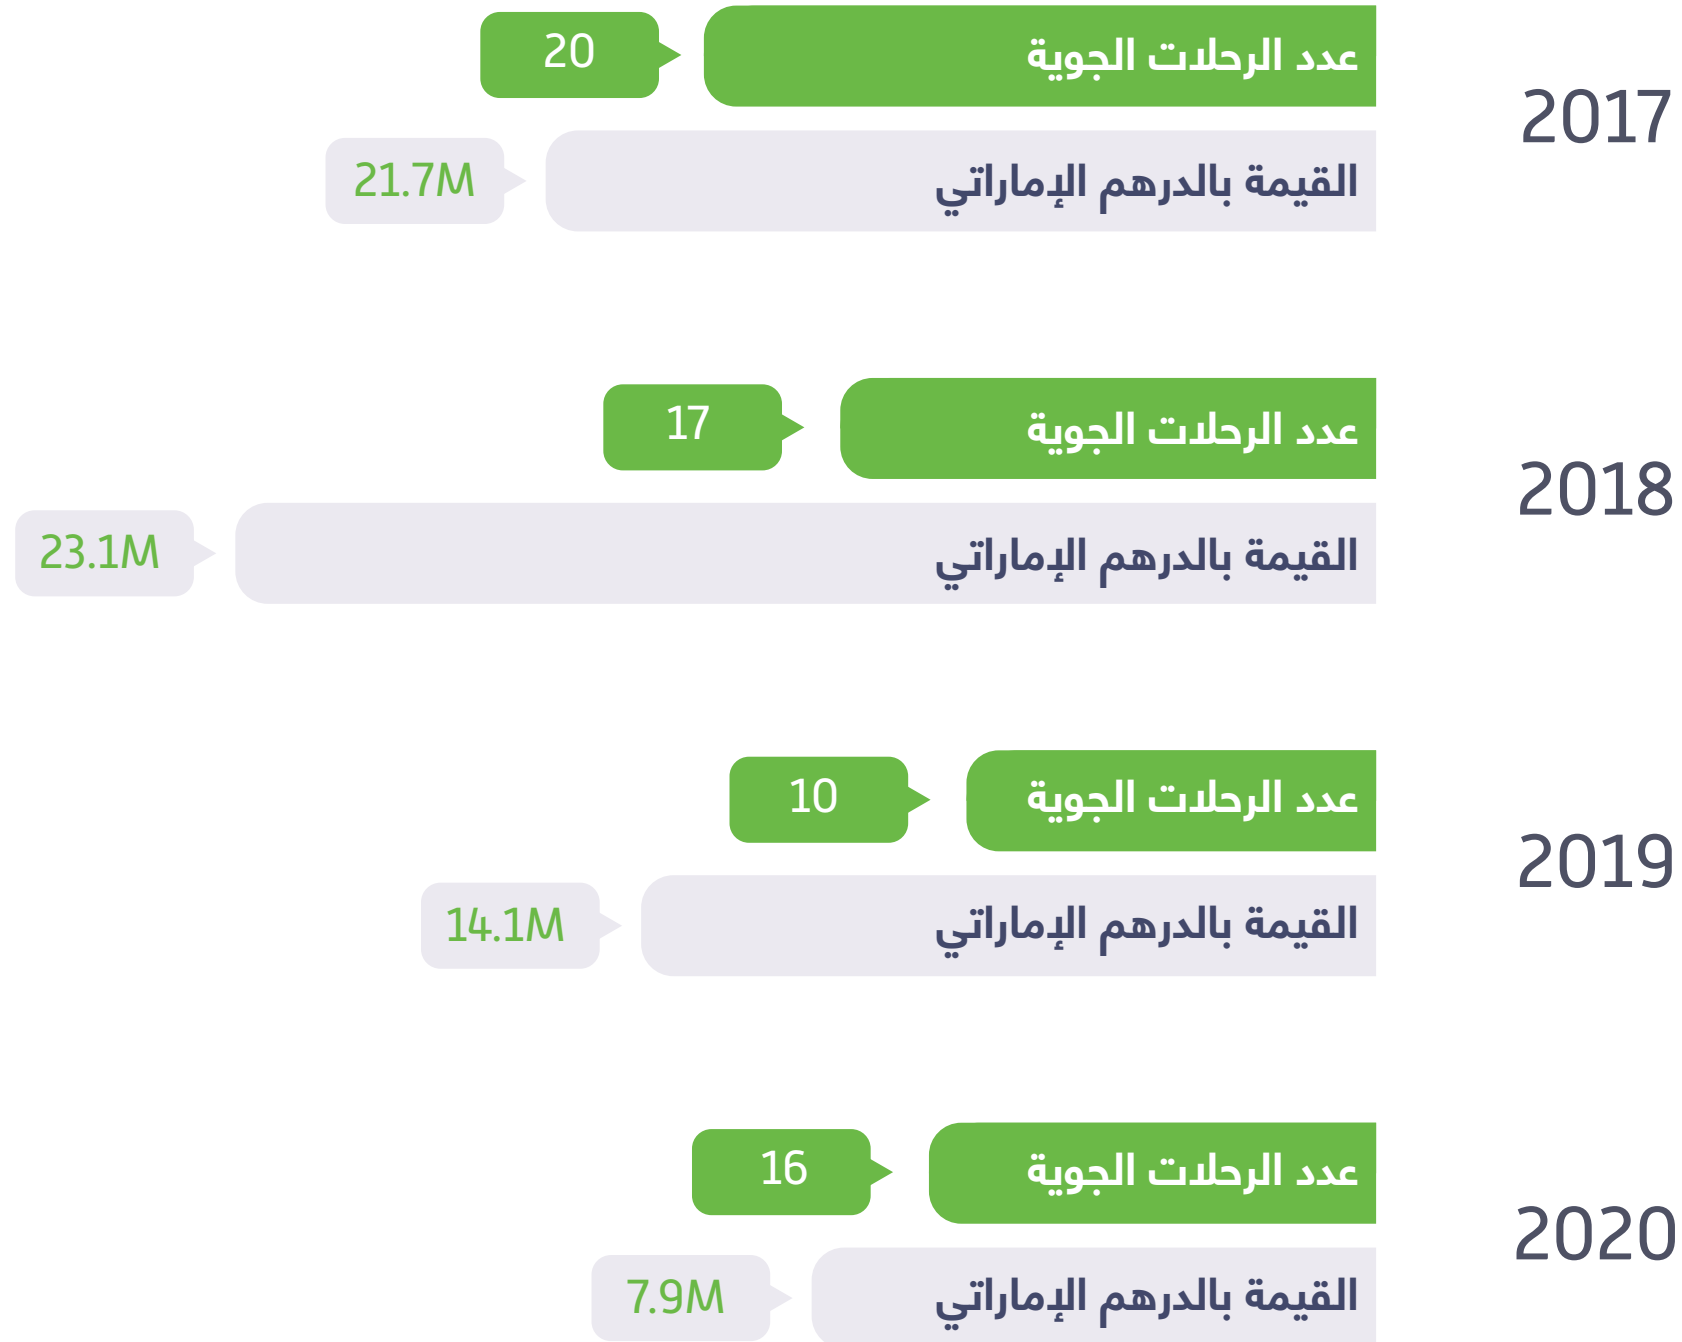 2017
عدد الرحلات الجوية
20
القيمة بالدرهم الإماراتي
21.7M
2018
عدد الرحلات الجوية
17
القيمة بالدرهم الإماراتي
23.1M
2019
عدد الرحلات الجوية
10
القيمة بالدرهم الإماراتي
14.1M
2020
عدد الرحلات الجوية
16
القيمة بالدرهم الإماراتي
7.9M